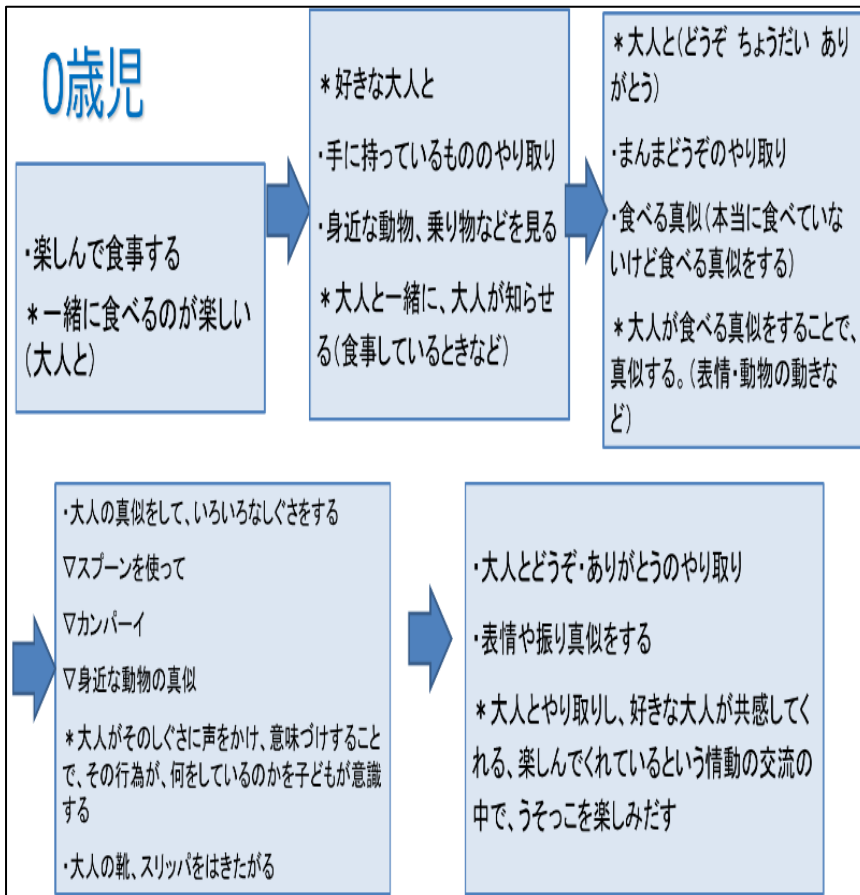 0歳児
・楽しんで食事する
＊一緒に食べるのが楽しい
(大人と)
＊好きな大人と
・手に持っているもののやり取り
・身近な動物、乗り物などを見る
＊大人と一緒に、大人が知らせ
る(食事しているときなど)
＊大人と(どうぞ ちょうだい あり
がとう)
・まんまどうぞのやり取り
・食べる真似(本当に食べていな
いけど食べる真似をする)
＊大人が食べる真似をすることで、
真似する。(表情・動物の動きな
ど)
・大人の真似をして、いろいろなしぐさをする
▽スプーンを使って
▽カンパーイ
▽身近な動物の真似
＊大人がそのしぐさに声をかけ、意味づけすること
で、その行為が、何をしているのかを子どもが意識
する
・大人の靴、スリッパをはきたがる
・大人とどうぞ・ありがとうのやり取り
・表情や振り真似をする
＊大人とやり取りし、好きな大人が共感してく
れる、楽しんでくれているという情動の交流の
中で、うそっこを楽しみだす